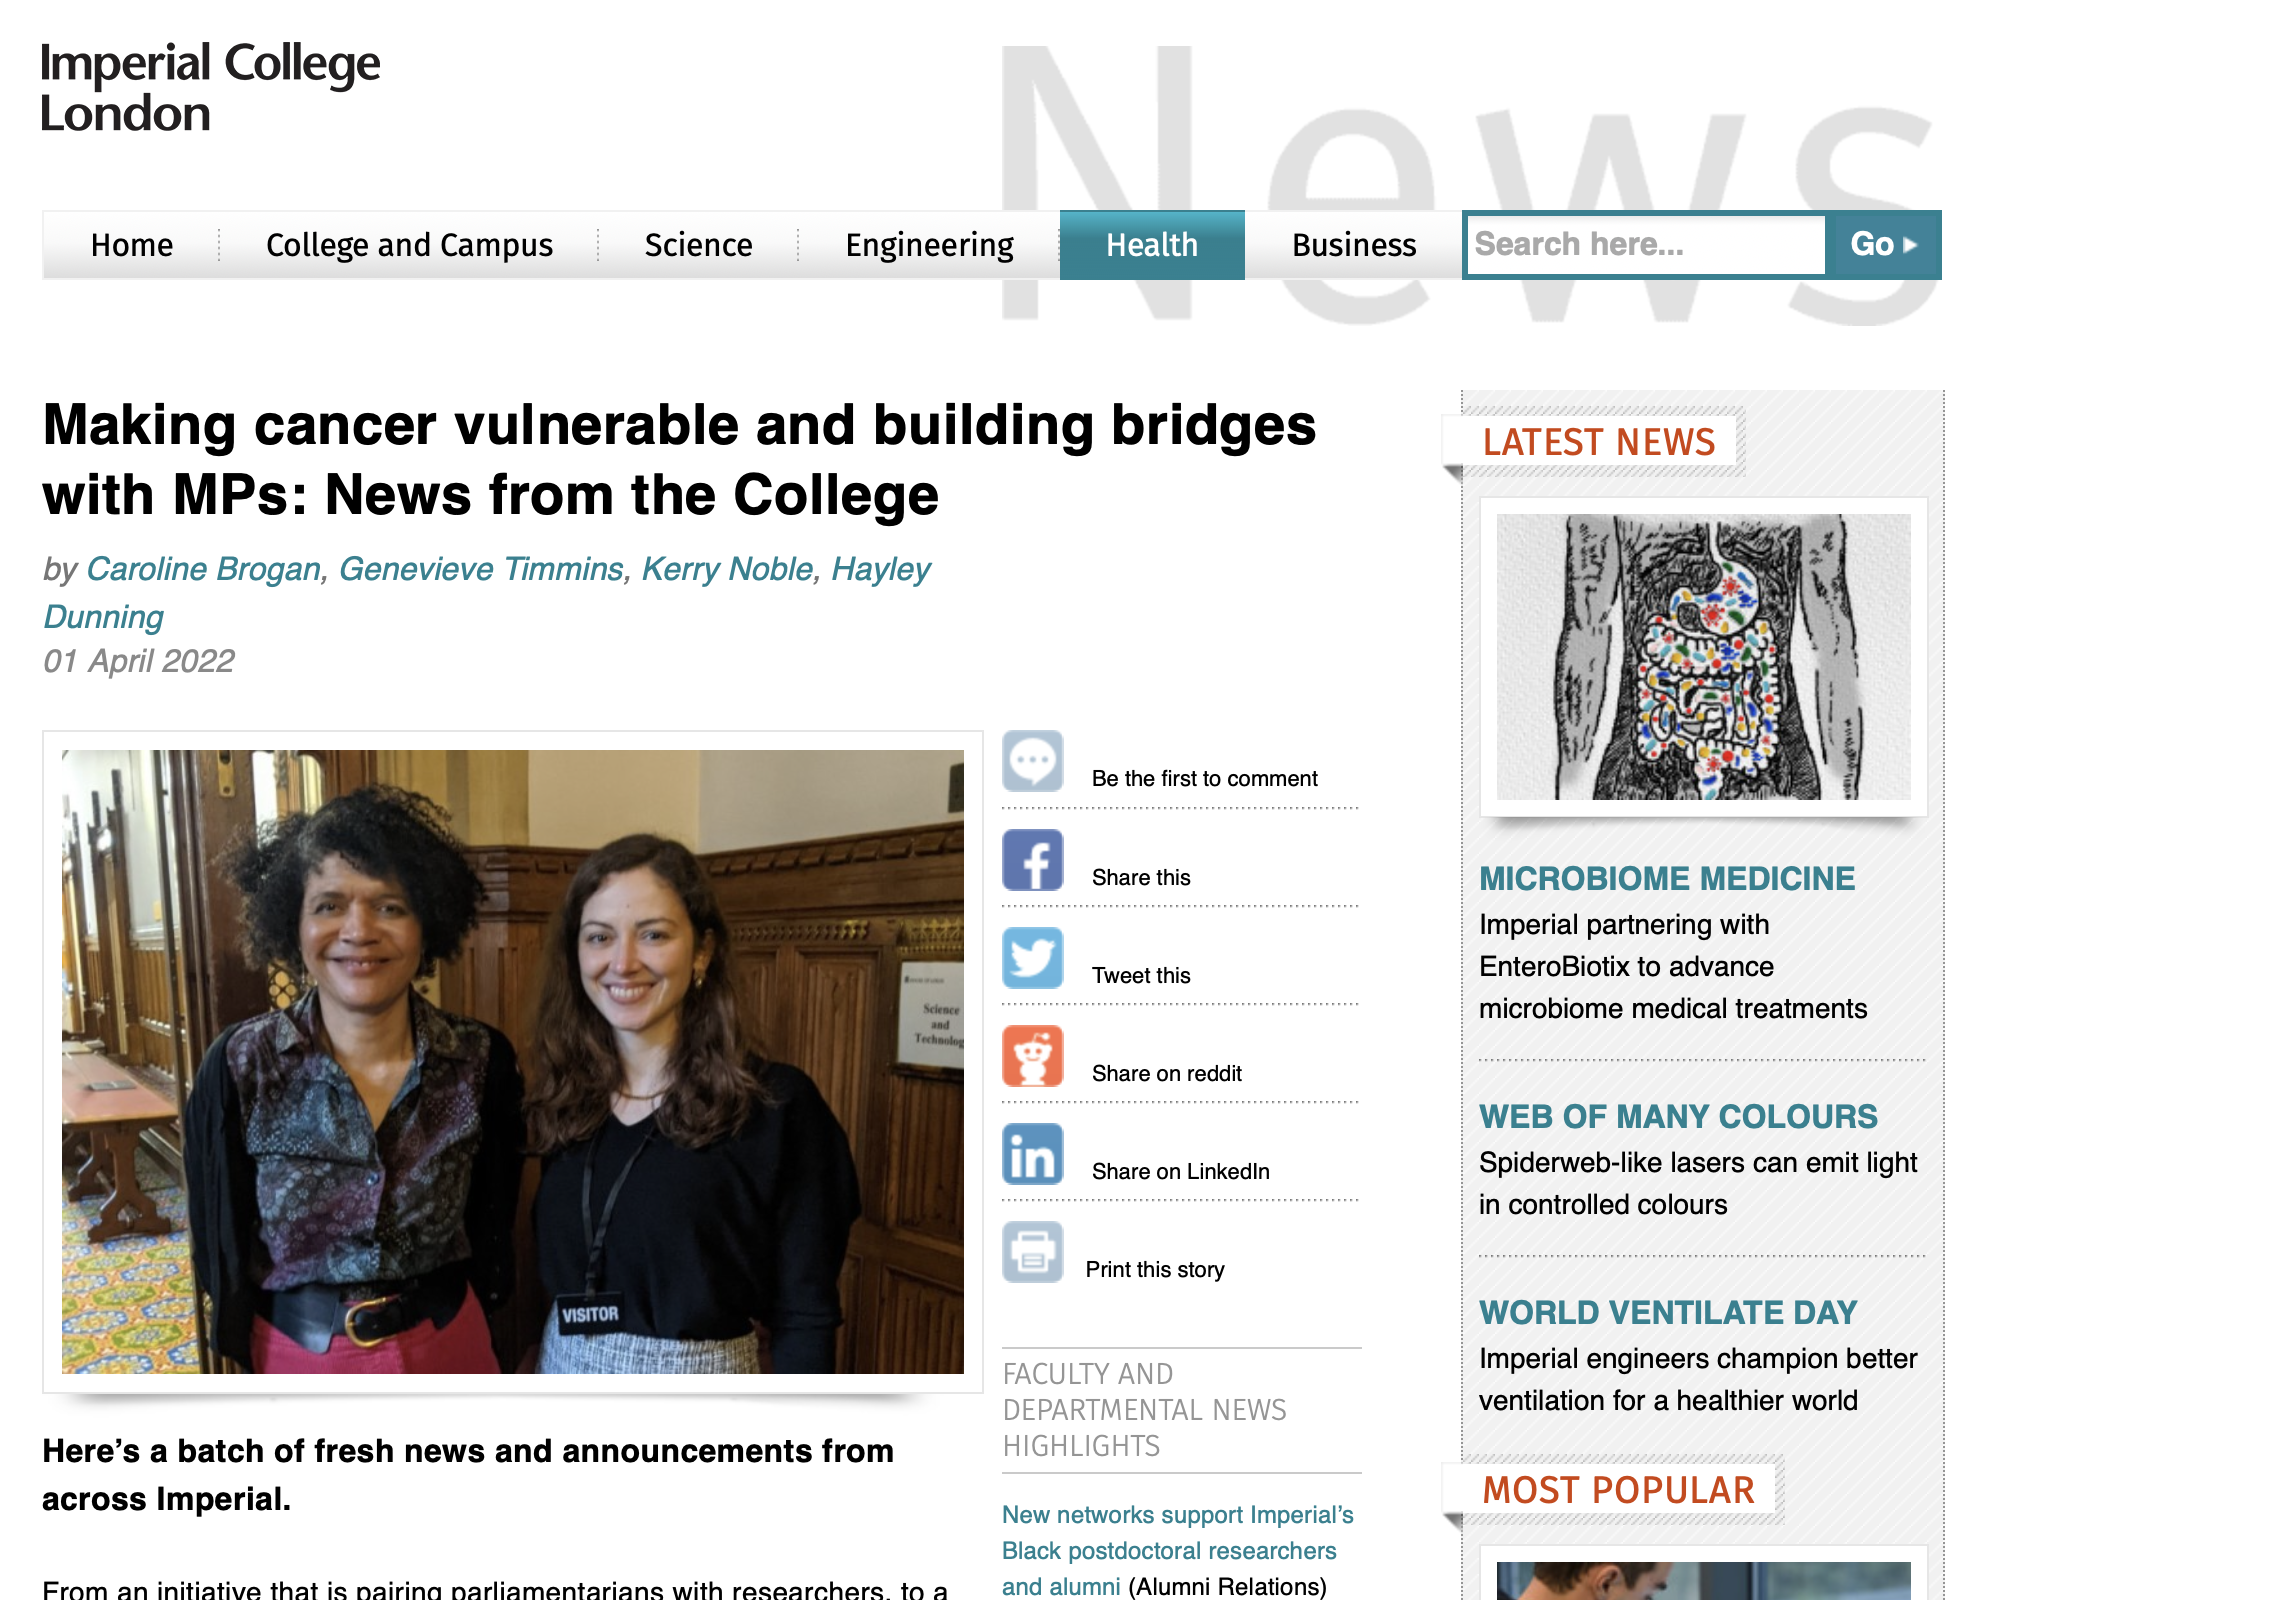 Imperial College
London
News
Home
College and Campus
Science
Engineering
Health
Business
Search here...
Go
Making cancer vulnerable and building bridges
with MPs: News from the College
by Caroline Brogan, Genevieve Timmins, Kerry Noble, Hayley
Dunning
01 April 2022
Science
and
Technolog
VISITOR
Here’s a batch of fresh news and announcements from
across Imperial.
From an initiative that is pairing parliamentarians with researchers, to a
Be the first to comment
Share this
Tweet this
Share on reddit
Share on LinkedIn
Print this story
FACULTY AND
DEPARTMENTAL NEWS
HIGHLIGHTS
New networks support Imperial’s
Black postdoctoral researchers
and alumni (Alumni Relations)
LATEST NEWS
MICROBIOME MEDICINE
Imperial partnering with
EnteroBiotix to advance
microbiome medical treatments
WEB OF MANY COLOURS
Spiderweb-like lasers can emit light
in controlled colours
WORLD VENTILATE DAY
Imperial engineers champion better
ventilation for a healthier world
MOST POPULAR